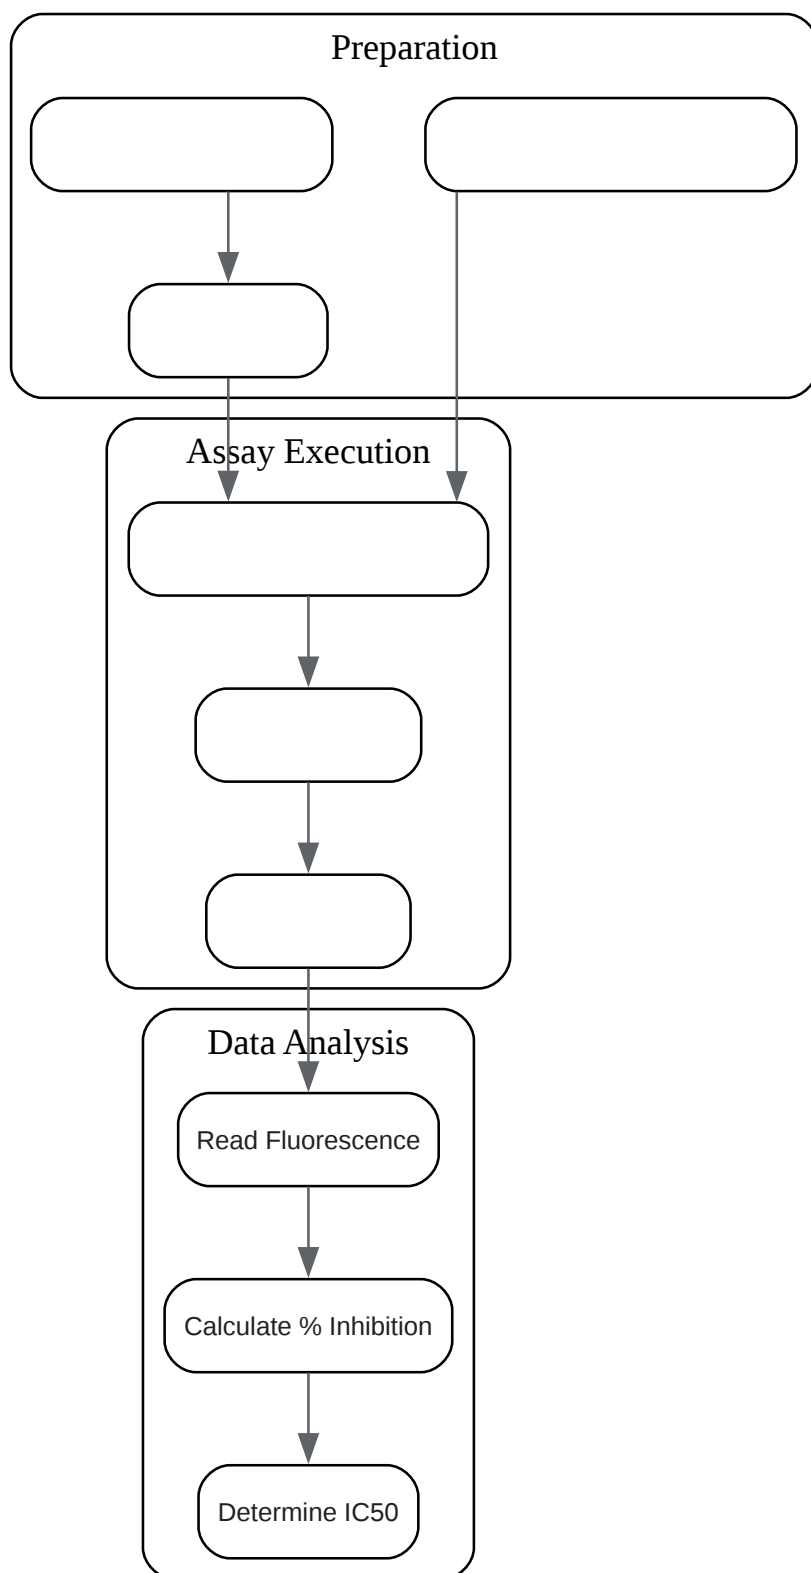 Preparation
Assay Execution
Data Analysis
Read Fluorescence
Calculate % Inhibition
Determine IC50